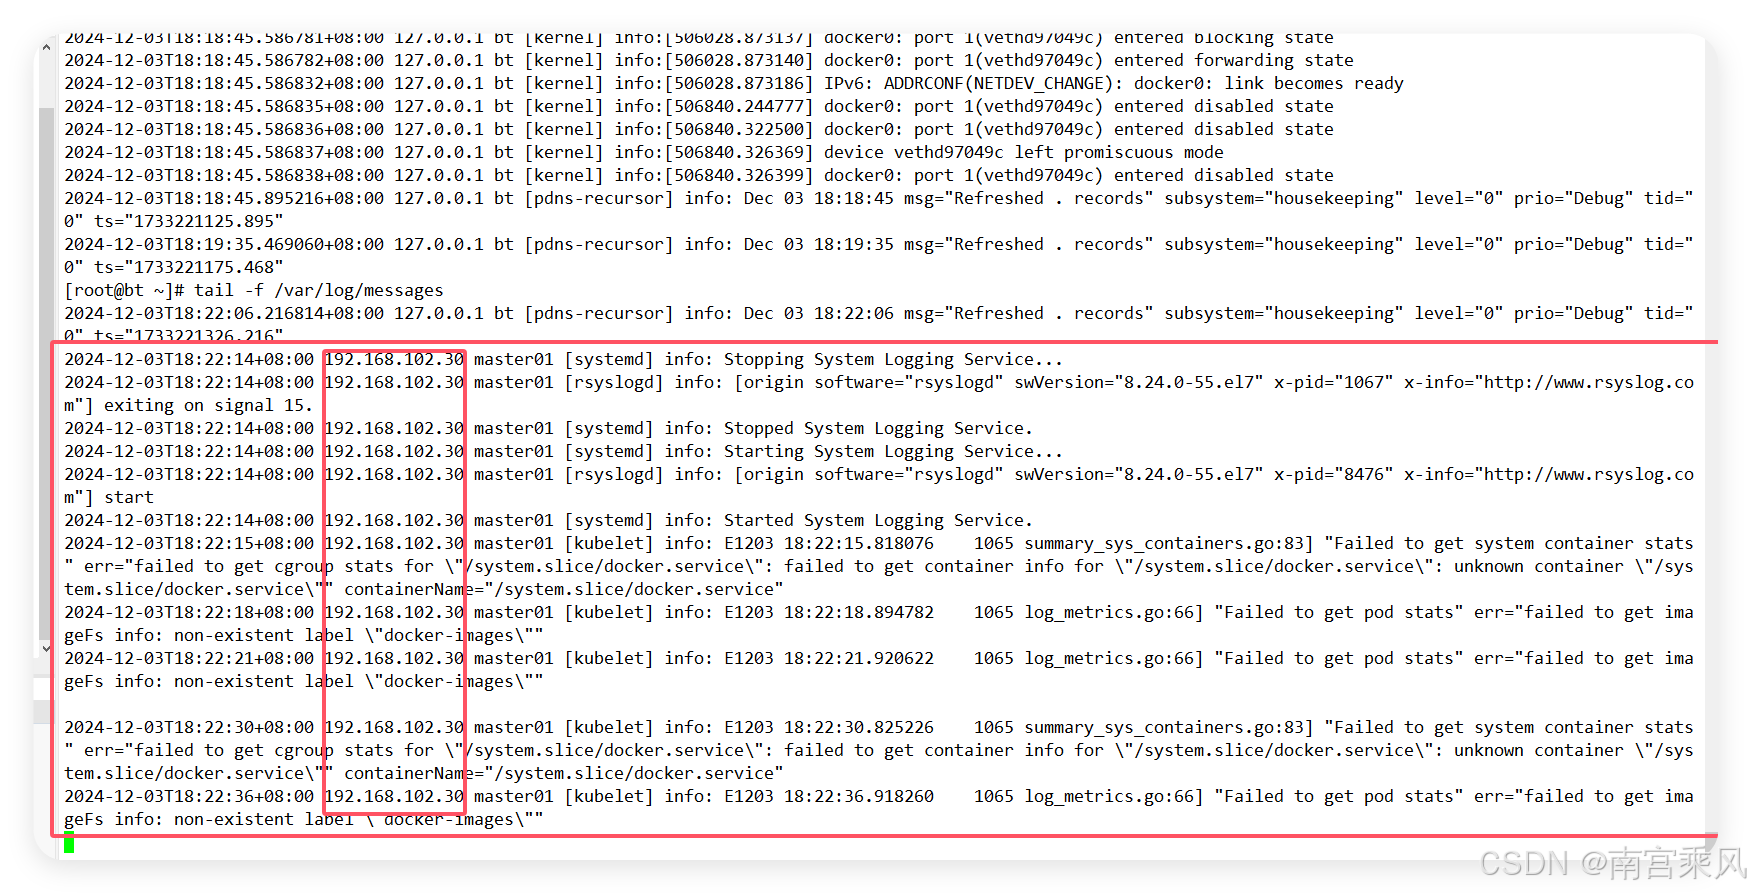 2024-12-03T18:18:45.586781+08:00 127.0.0.1 bt [kernel] info:[506028.873137] docker0: port 1(vethd97049c) entered blocking state
2024-12-03T18:18:45.586782+08:00 127.0.0.1 bt [kernel] info:[506028.873140] docker0: port 1(vethd97049c) entered forwarding state
2024-12-03T18:18:45.586832+08:00 127.0.0.1 bt [kernel] info:[506028.873186] IPv6: ADDRCONF(NETDEV_CHANGE): docker0: link becomes ready
2024-12-03T18:18:45.586835+08:00 127.0.0.1 bt [kernel] info:[506840.244777] docker0: port 1(vethd97049c) entered disabled state
2024-12-03T18:18:45.586836+08:00 127.0.0.1 bt [kernel] info:[506840.322500] docker0: port 1(vethd97049c) entered disabled state
2024-12-03T18:18:45.586837+08:00 127.0.0.1 bt [kernel] info:[506840.326369] device vethd97049c left promiscuous mode
2024-12-03T18:18:45.586838+08:00 127.0.0.1 bt [kernel] info:[506840.326399] docker0: port 1(vethd97049c) entered disabled state
2024-12-03T18:18:45.895216+08:00 127.0.0.1 bt [pdns-recursor] info: Dec 03 18:18:45 msg="Refreshed . records" subsystem="housekeeping" level="0" prio="Debug" tid="
0" ts="1733221125.895"
2024-12-03T18:19:35.469060+08:00 127.0.0.1 bt [pdns-recursor] info: Dec 03 18:19:35 msg="Refreshed . records" subsystem="housekeeping" level="0" prio="Debug" tid="
0" ts="1733221175.468"
[root@bt ~]# tail -f /var/log/messages
2024-12-03T18:22:06.216814+08:00 127.0.0.1 bt [pdns-recursor] info: Dec 03 18:22:06 msg="Refreshed . records" subsystem="housekeeping" level="0" prio="Debug" tid="
0" ts="1733221326.216"
2024-12-03T18:22:14+08:00 192.168.102.30 master01 [systemd] info: Stopping System Logging Service...
2024-12-03T18:22:14+08:00 192.168.102.30 master01 [rsyslogd] info: [origin software="rsyslogd" swVersion="8.24.0-55.el7" x-pid="1067" x-info="http://www.rsyslog.co
m"] exiting on signal 15.
2024-12-03T18:22:14+08:00 192.168.102.30 master01 [systemd] info: Stopped System Logging Service.
2024-12-03T18:22:14+08:00 192.168.102.30 master01 [systemd] info: Starting System Logging Service...
2024-12-03T18:22:14+08:00 192.168.102.30 master01 [rsyslogd] info: [origin software="rsyslogd" swVersion="8.24.0-55.el7" x-pid="8476" x-info="http://www.rsyslog.co
m"] start
2024-12-03T18:22:14+08:00 192.168.102.30 master01 [systemd] info: Started System Logging Service.
2024-12-03T18:22:15+08:00 192.168.102.30 master01 [kubelet] info: E1203 18:22:15.818076    1065 summary_sys_containers.go:83] "Failed to get system container stats
" err="failed to get cgroup stats for \"/system.slice/docker.service\": failed to get container info for \"/system.slice/docker.service\": unknown container \"/sys
tem.slice/docker.service\"" containerName="/system.slice/docker.service"
2024-12-03T18:22:18+08:00 192.168.102.30 master01 [kubelet] info: E1203 18:22:18.894782    1065 log_metrics.go:66] "Failed to get pod stats" err="failed to get ima
geFs info: non-existent label \"docker-images\""
2024-12-03T18:22:21+08:00 192.168.102.30 master01 [kubelet] info: E1203 18:22:21.920622    1065 log_metrics.go:66] "Failed to get pod stats" err="failed to get ima
geFs info: non-existent label \"docker-images\""
2024-12-03T18:22:30+08:00 192.168.102.30 master01 [kubelet] info: E1203 18:22:30.825226    1065 summary_sys_containers.go:83] "Failed to get system container stats
" err="failed to get cgroup stats for \"/system.slice/docker.service\": failed to get container info for \"/system.slice/docker.service\": unknown container \"/sys
tem.slice/docker.service\"" containerName="/system.slice/docker.service"
2024-12-03T18:22:36+08:00 192.168.102.30 master01 [kubelet] info: E1203 18:22:36.918260    1065 log_metrics.go:66] "Failed to get pod stats" err="failed to get ima
geFs info: non-existent label \"docker-images\""
CSDN @南宫乘风